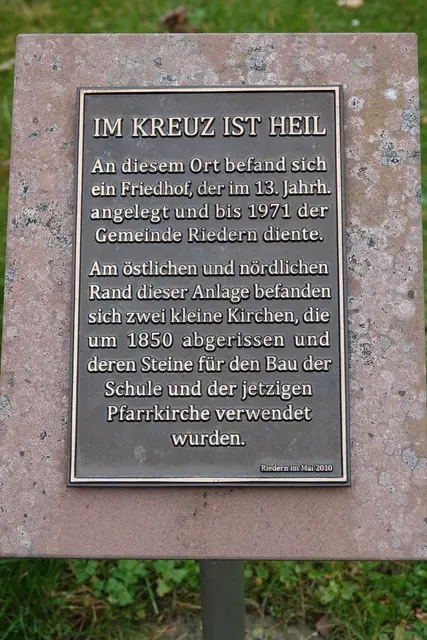 IM KREUZ IST HEIL
An diesem Ort befand sich
ein Friedhof, der im 13. Jahrh.
angelegt und bis 1971 der
Gemeinde Riedern diente.
Am östlichen und nördlichen
Rand dieser Anlage befanden
sich zwei kleine Kirchen, die
um 1850 abgerissen und
deren Steine für den Bau der
Schule und der jetzigen
Pfarrkirche verwendet
wurden.
Riedern im Mai 2010